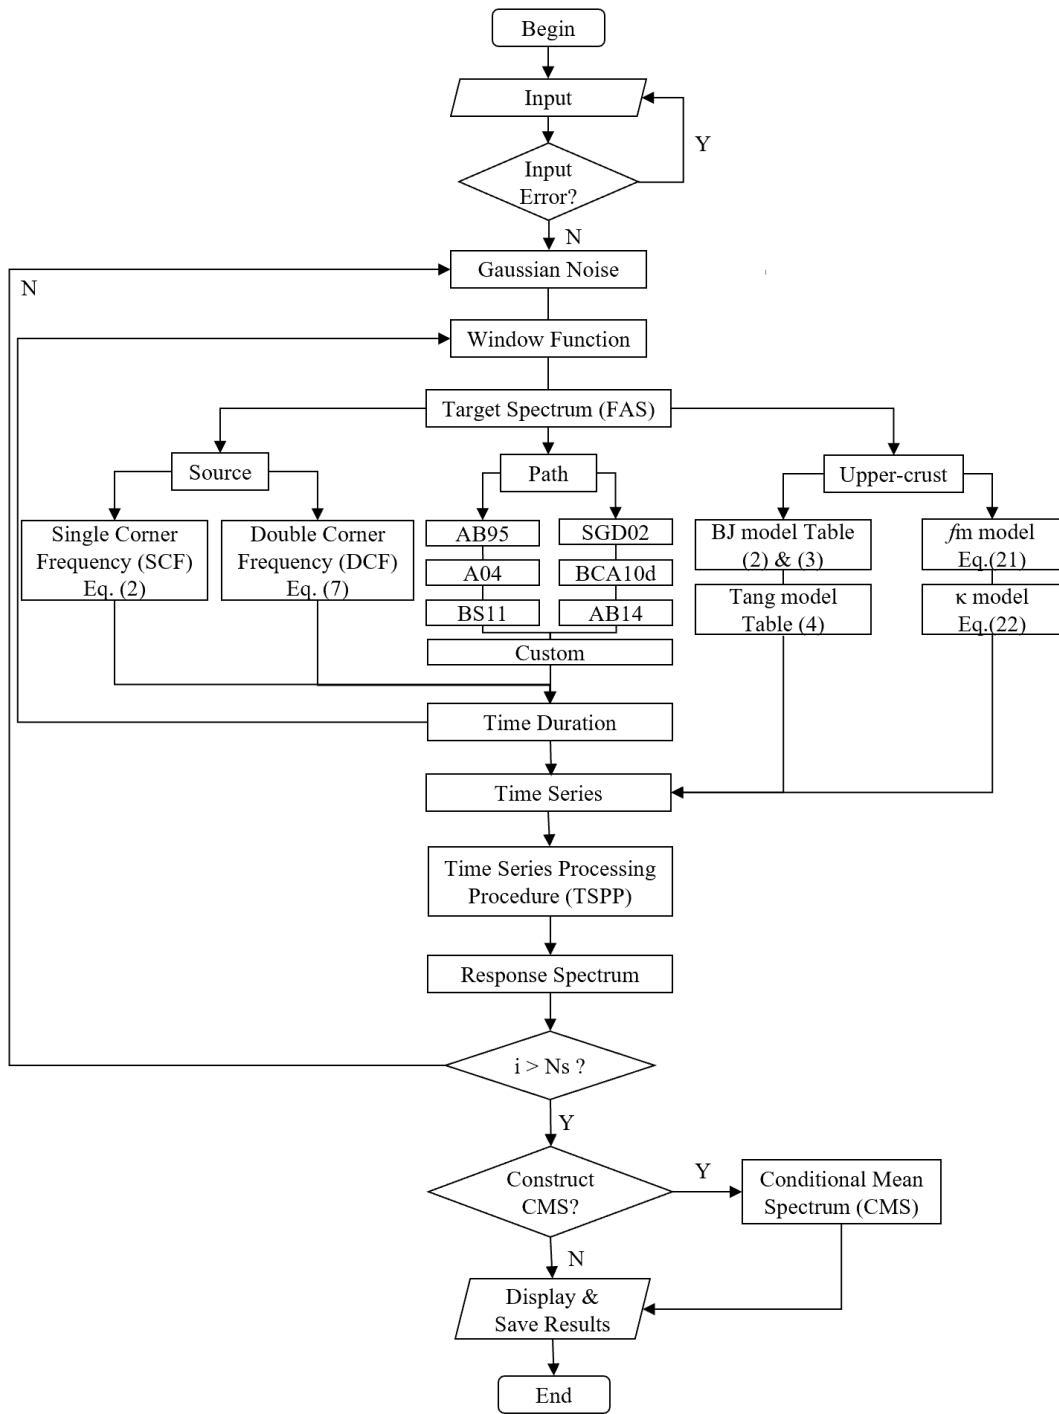 Begin
Input
Y
Input
Error?
N
Gaussian Noise
N
Window Function
Target Spectrum (FAS)
Source
Path
Upper-crust
Single Corner
Frequency (SCF)
Eq. (2)
Double Corner
Frequency (DCF)
Eq. (7)
AB95
A04
BS11
SGD02
BCA10d
AB14
Custom
BJ model Table
(2) & (3)
Tang model
Table (4)
fm model
Eq.(21)
κ model
Eq.(22)
Time Duration
Time Series
Time Series Processing
Procedure (TSPP)
Response Spectrum
i > Ns ?
Y
Construct
CMS?
Y
Conditional Mean
Spectrum (CMS)
N
Display &
Save Results
End